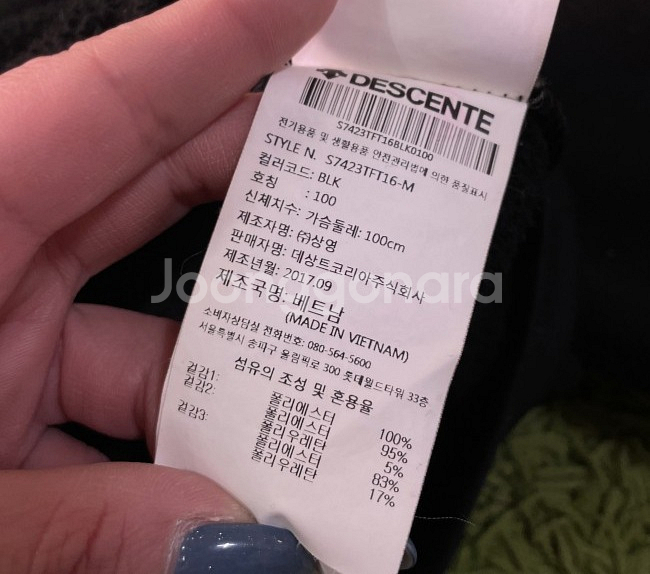 DESCENTE
S7423TFT16BLK0100
전기용품 및 생활용품 안전관리법에 의한 품질표시
STYLE N. S7423TFT16-M
컬러코드: BLK
호칭 : 100
신체치수: 가슴둘레: 100cm
제조자명: ㈜상영
판매자명: 데상트코리아주식회사
제조년월: 2017.09
제조국명: 베트남
(MADE IN VIETNAM)
소비자상담실 전화번호: 080-564-5600
서울특별시 송파구 올림픽로 300 롯데월드타워 33층
섬유의 조성 및 혼용율
겉감1: 폴리에스터 100%
겉감2: 폴리에스터 95%
폴리우레탄 5%
겉감3: 폴리에스터 83%
폴리우레탄 17%
Joonggonara